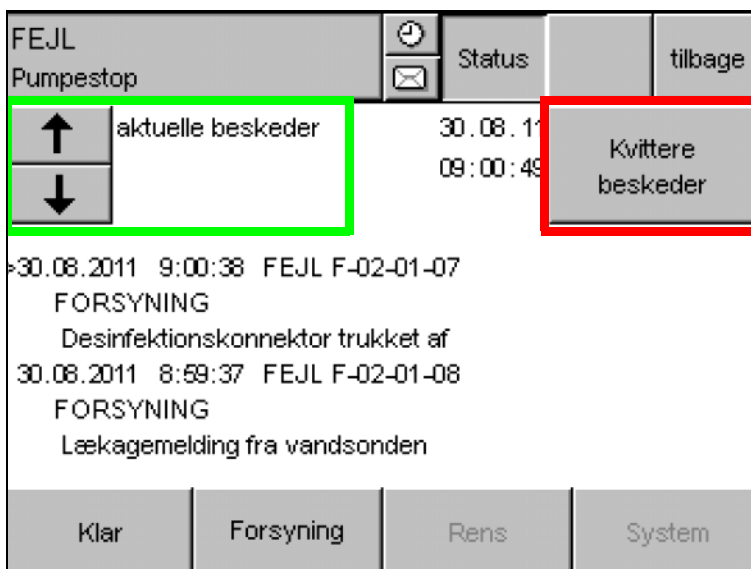 FEJL
Pumpestop
Status
tilbage
aktuelle beskeder
30.08.11
09:00:49
Kvittere
beskeder
>30.08.2011 9:00:38 FEJL F-02-01-07
FORSYNING
Desinfektionskonnektor trukket af
30.08.2011 8:59:37 FEJL F-02-01-08
FORSYNING
Lækagemelding fra vandsonden
Klar
Forsyning
Rens
System